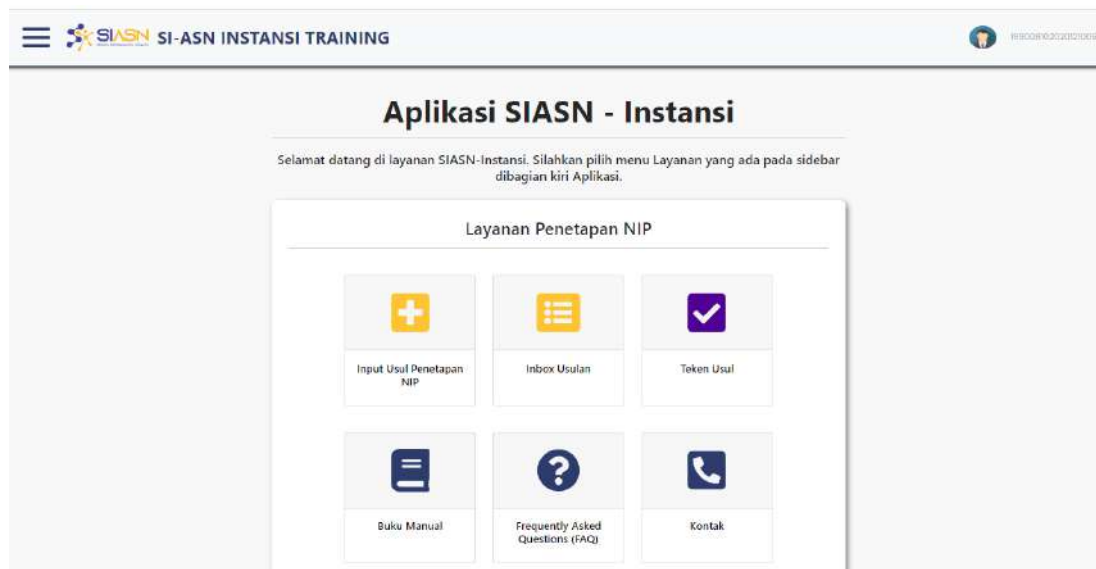 SIASN SI-ASN INSTANSI TRAINING
Aplikasi SIASN - Instansi
Selamat datang di layanan SIASN-Instansi. Silahkan pilih menu Layanan yang ada pada sidebar
dibagian kiri Aplikasi.
Layanan Penetapan NIP
Input Usul Penetapan
NIP
Inbox Usulan
Teken Usul
Buku Manual
Frequently Asked
Questions (FAQ)
Kontak